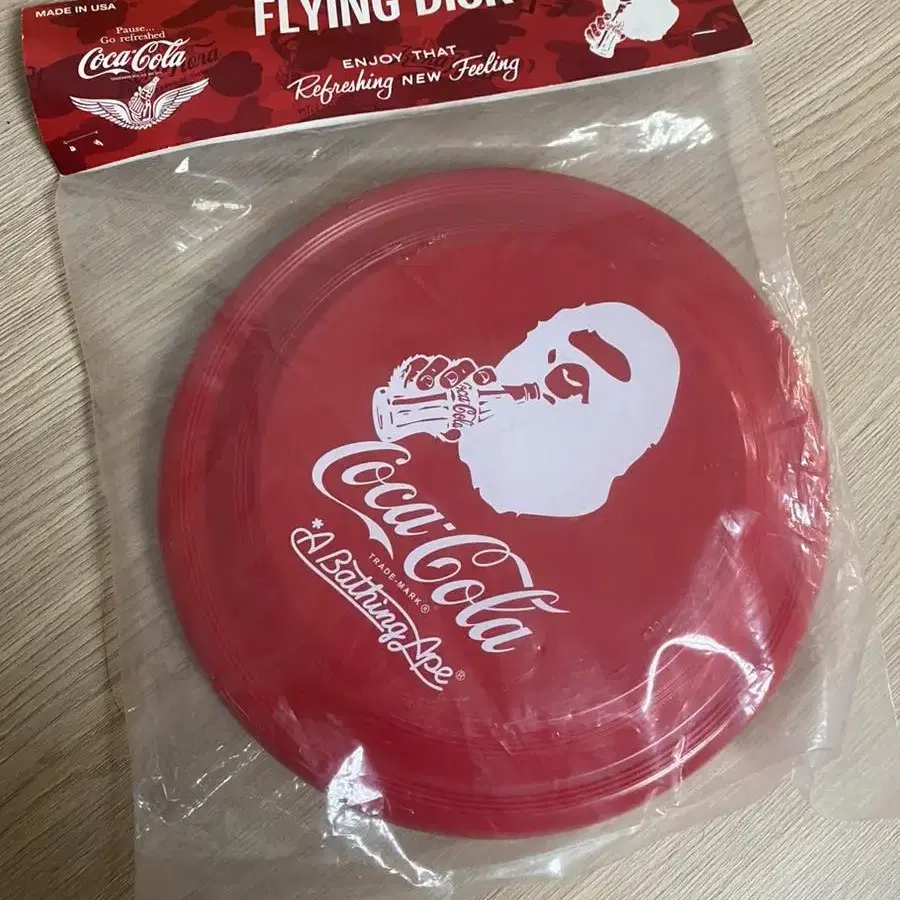 MADE IN USA
FLYING DISK
Pause...
Go refreshed
Coca-Cola
ENJOY THAT
Refreshing NEW Feeling
Coca-Cola
Coca-Cola
TRADE-MARK®
*A Bathing Ape®